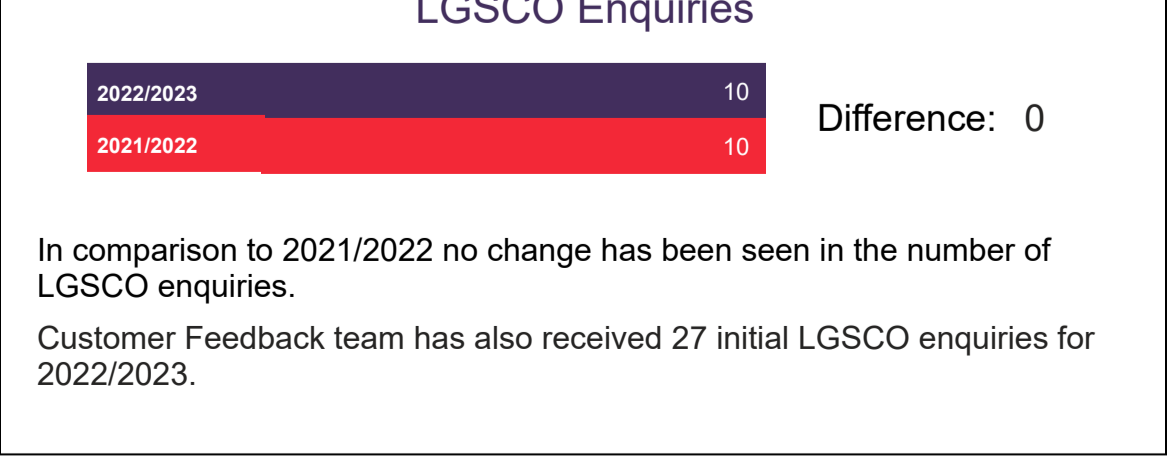 LGSCO Enquiries
2022/2023 10
2021/2022 10
Difference: 0
In comparison to 2021/2022 no change has been seen in the number of
LGSCO enquiries.
Customer Feedback team has also received 27 initial LGSCO enquiries for
2022/2023.